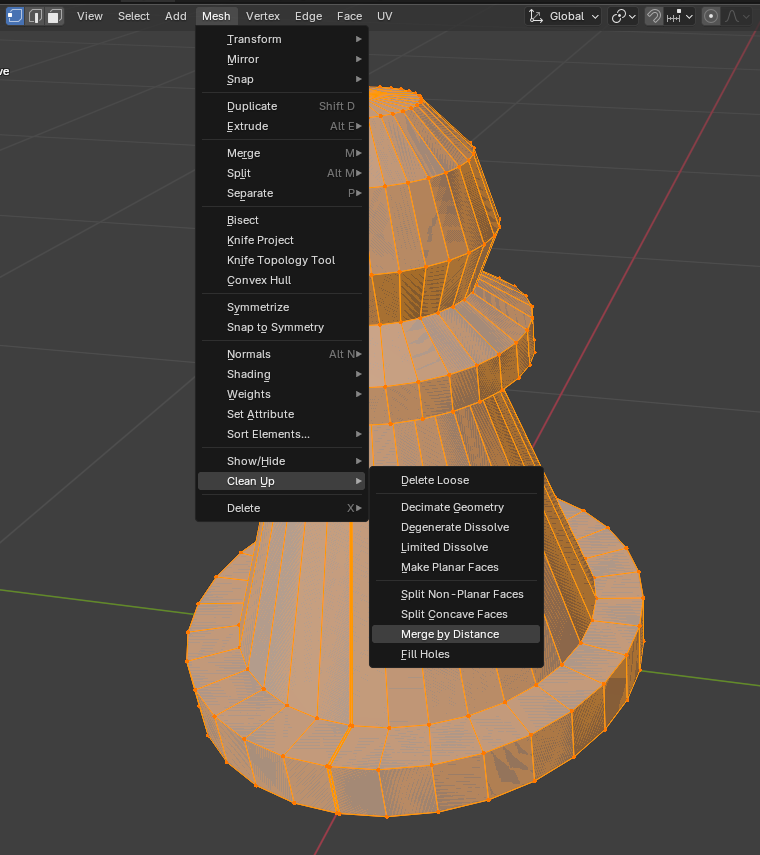 View Select Add Mesh Vertex Edge Face UV Global
ve
Transform
Mirror
Snap
Duplicate Shift D
Extrude Alt E
Merge M
Split Alt M
Separate P
Bisect
Knife Project
Knife Topology Tool
Convex Hull
Symmetrize
Snap to Symmetry
Normals Alt N
Shading
Weights
Set Attribute
Sort Elements...
Show/Hide
Clean Up
Delete X
Delete Loose
Decimate Geometry
Degenerate Dissolve
Limited Dissolve
Make Planar Faces
Split Non-Planar Faces
Split Concave Faces
Merge by Distance
Fill Holes